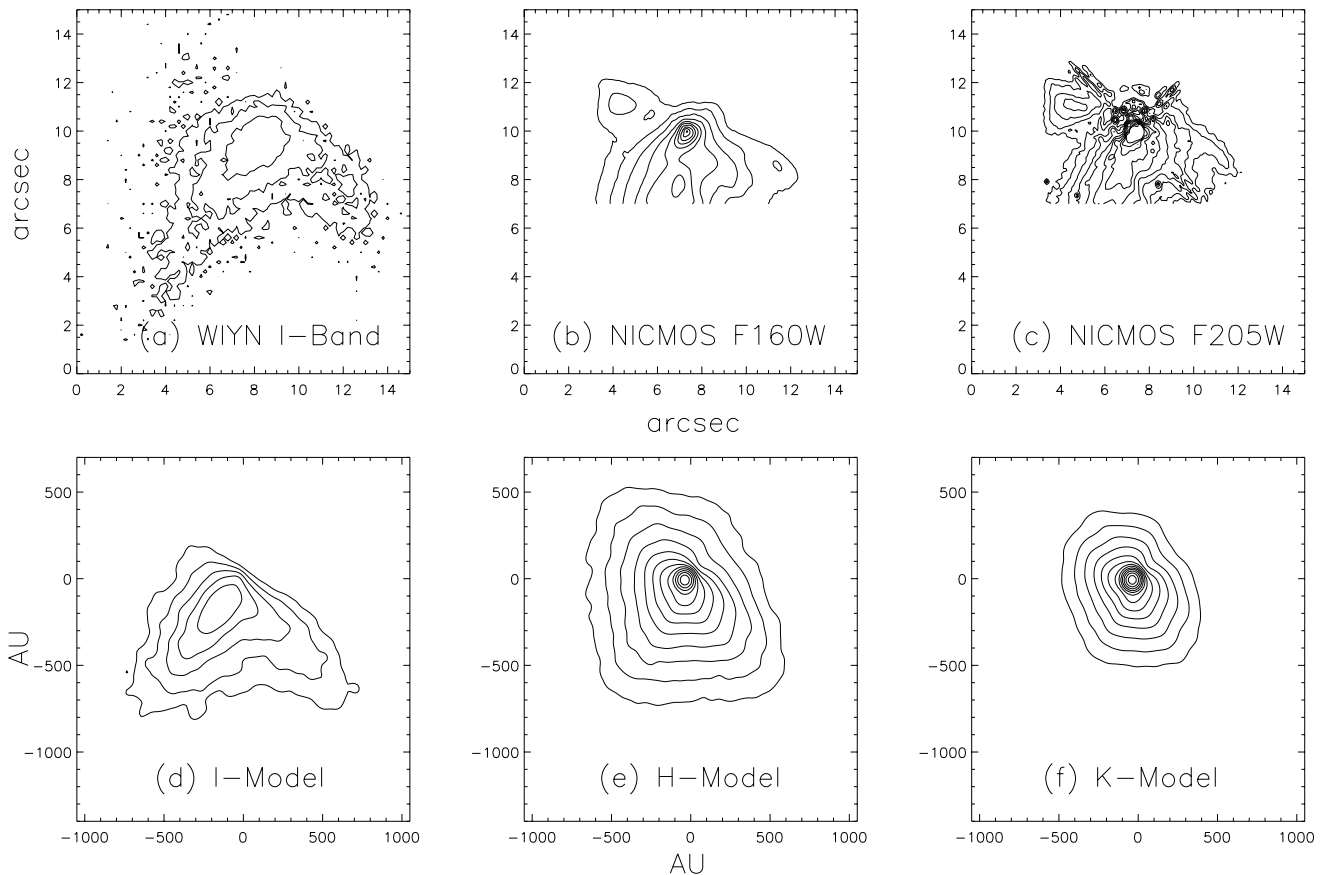 14
12
10
8
6
4
2
0
arcsec
(a) WIYN I-Band
0 2 4 6 8 10 12 14
14
12
10
8
6
4
2
0
(b) NICMOS F160W
0 2 4 6 8 10 12 14
arcsec
14
12
10
8
6
4
2
0
(c) NICMOS F205W
0 2 4 6 8 10 12 14
500
0
-500
-1000
AU
(d) I-Model
-1000 -500 0 500 1000
500
0
-500
-1000
(e) H-Model
-1000 -500 0 500 1000
AU
500
0
-500
-1000
(f) K-Model
-1000 -500 0 500 1000